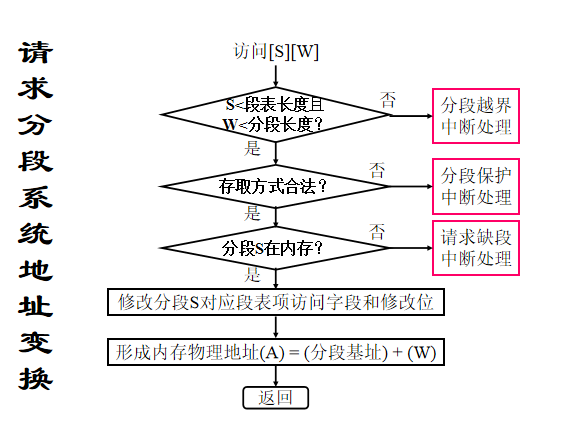 请求分段系统地址变换
访问[S][W]
S<段表长度且
W<分段长度？
否
分段越界
中断处理
是
存取方式合法？
否
分段保护
中断处理
是
分段S在内存？
否
请求缺段
中断处理
是
修改分段S对应段表项访问字段和修改位
形成内存物理地址(A) = (分段基址) + (W)
返回